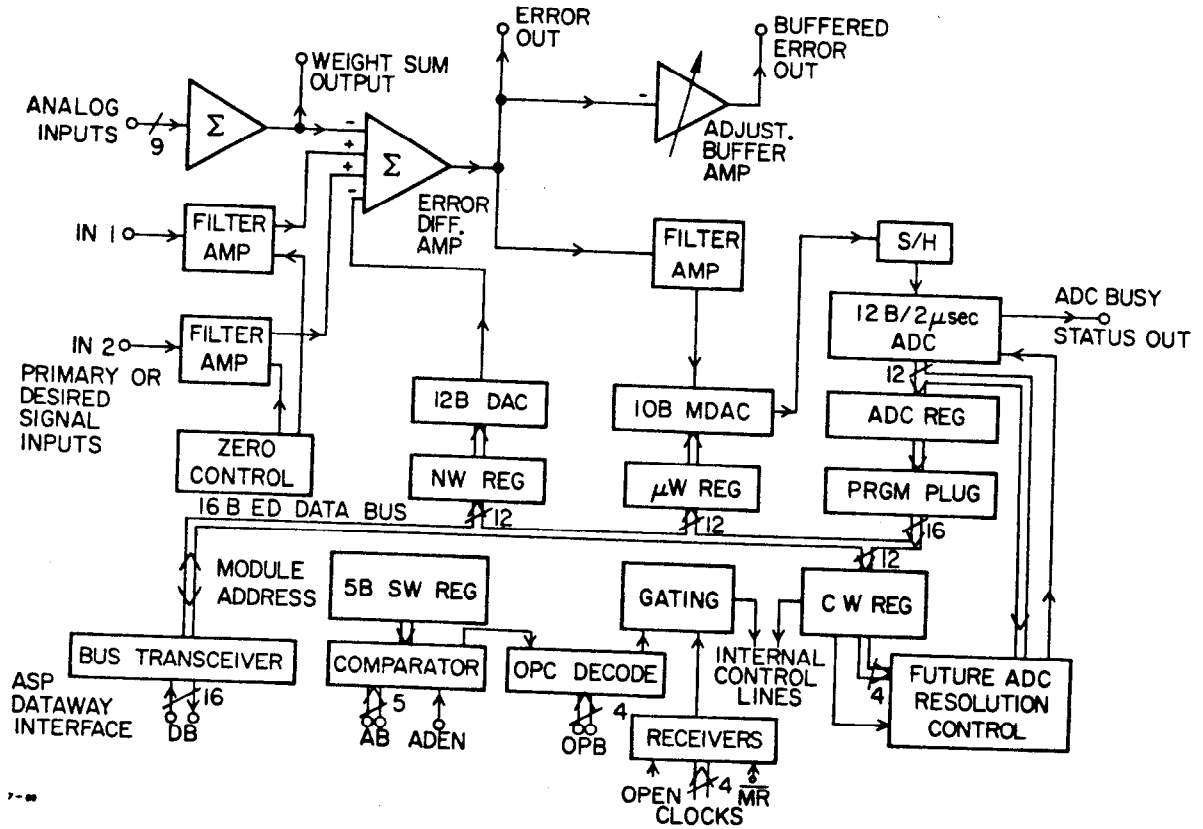 ERROR
OUT
BUFFERED
ERROR
OUT
WEIGHT SUM
OUTPUT
ANALOG
INPUTS
9
Σ
-
+
+
-
Σ
-
ADJUST.
BUFFER
AMP
ERROR
DIFF.
AMP
IN 1
FILTER
AMP
FILTER
AMP
S/H
12 B/2μsec
ADC
ADC BUSY
STATUS OUT
IN 2
FILTER
AMP
PRIMARY OR
DESIRED
SIGNAL
INPUTS
12
12B DAC
10B MDAC
ADC REG
ZERO
CONTROL
NW REG
μW REG
PRGM PLUG
16 B ED DATA BUS
12
12
16
12
MODULE
ADDRESS
5B SW REG
GATING
C W REG
BUS TRANSCEIVER
COMPARATOR
OPC DECODE
INTERNAL
CONTROL
LINES
4
FUTURE ADC
RESOLUTION
CONTROL
ASP
DATAWAY
INTERFACE
16
DB
5
AB
ADEN
4
OPB
RECEIVERS
OPEN
4
CLOCKS
M̅R̅